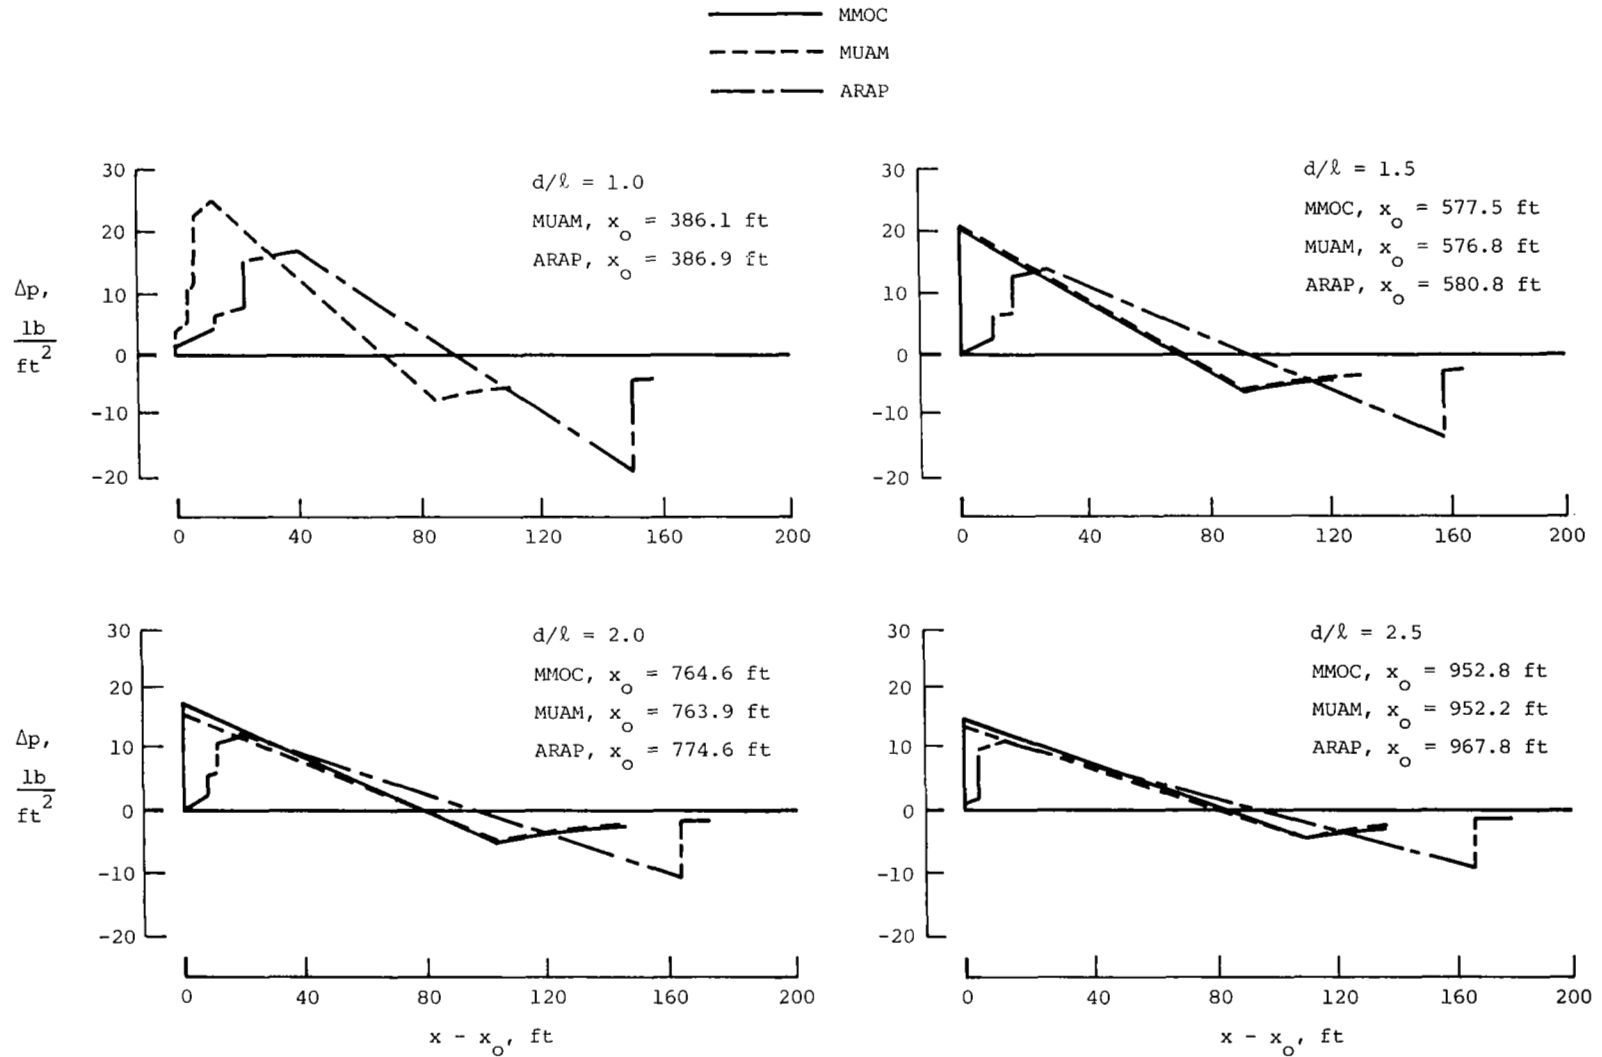 MMOC
MUAM
ARAP
30
20
10
0
-10
-20
Δp,
lb
ft²
d/ℓ = 1.0
MUAM, xₒ = 386.1 ft
ARAP, xₒ = 386.9 ft
0 40 80 120 160 200
30
20
10
0
-10
-20
d/ℓ = 1.5
MMOC, xₒ = 577.5 ft
MUAM, xₒ = 576.8 ft
ARAP, xₒ = 580.8 ft
0 40 80 120 160 200
30
20
10
0
-10
-20
Δp,
lb
ft²
d/ℓ = 2.0
MMOC, xₒ = 764.6 ft
MUAM, xₒ = 763.9 ft
ARAP, xₒ = 774.6 ft
0 40 80 120 160 200
x - xₒ, ft
30
20
10
0
-10
-20
d/ℓ = 2.5
MMOC, xₒ = 952.8 ft
MUAM, xₒ = 952.2 ft
ARAP, xₒ = 967.8 ft
0 40 80 120 160 200
x - xₒ, ft